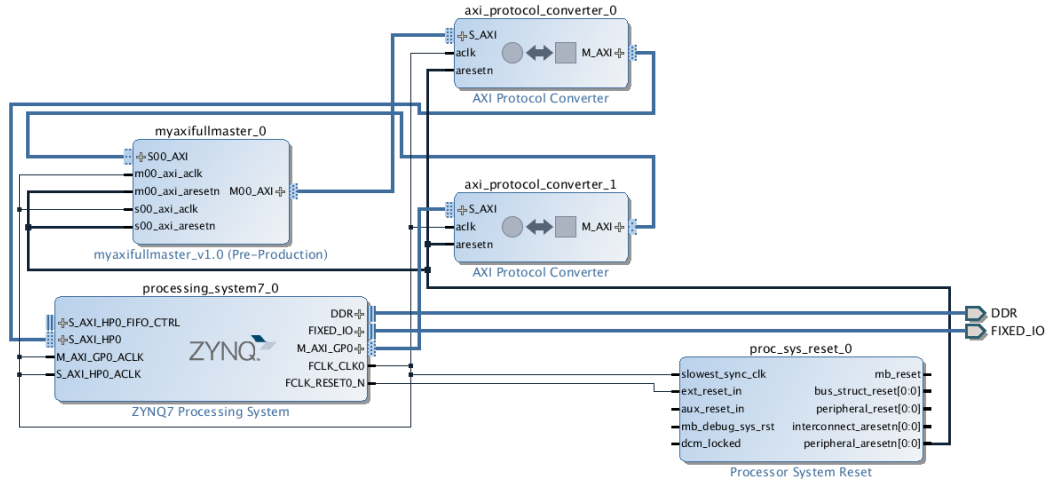 axi_protocol_converter_0
S_AXI
aclk
aresetn
M_AXI
AXI Protocol Converter
myaxifullmaster_0
S00_AXI
m00_axi_aclk
m00_axi_aresetn
s00_axi_aclk
s00_axi_aresetn
M00_AXI
myaxifullmaster_v1.0 (Pre-Production)
axi_protocol_converter_1
S_AXI
aclk
aresetn
M_AXI
AXI Protocol Converter
processing_system7_0
S_AXI_HP0_FIFO_CTRL
S_AXI_HP0
M_AXI_GP0_ACLK
S_AXI_HP0_ACLK
ZYNQ
DDR
FIXED_IO
M_AXI_GP0
FCLK_CLK0
FCLK_RESET0_N
ZYNQ7 Processing System
DDR
FIXED_IO
proc_sys_reset_0
slowest_sync_clk
ext_reset_in
aux_reset_in
mb_debug_sys_rst
dcm_locked
mb_reset
bus_struct_reset[0:0]
peripheral_reset[0:0]
interconnect_aresetn[0:0]
peripheral_aresetn[0:0]
Processor System Reset